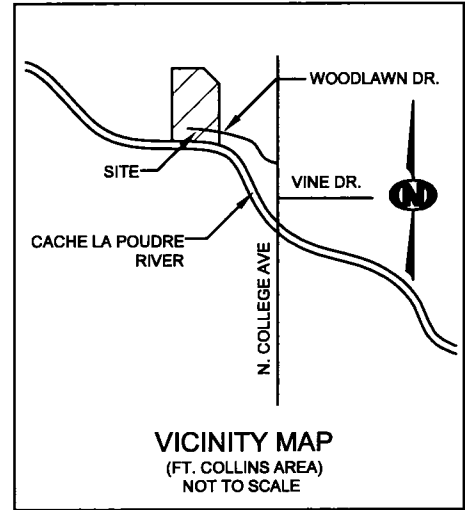 WOODLAWN DR.
SITE
VINE DR.
N
CACHE LA POUDRE
RIVER
N. COLLEGE AVE
VICINITY MAP
(FT. COLLINS AREA)
NOT TO SCALE